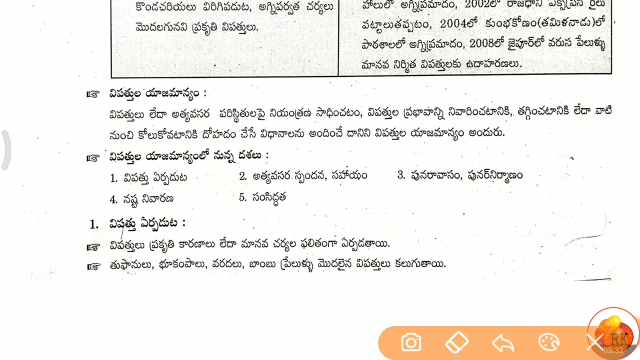 కొండచరియలు విరిగిపడుట, అగ్నిపర్వత చర్యలు
మొదలగునవి ప్రకృతి విపత్తులు.
హాలులో అగ్నిప్రమాదం, 2002లో రాజధాని ఎక్స్‌ప్రెస్ రైలు
పట్టాలుతప్పటం, 2004లో కుంభకోణం(తమిళనాడు)లో
పాఠశాలలో అగ్నిప్రమాదం, 2008లో జైపూర్‌లో వరుస పేలుళ్ళు
మానవ నిర్మిత విపత్తులకు ఉదాహరణలు.
విపత్తుల యాజమాన్యం :
విపత్తులు లేదా అత్యవసర పరిస్థితులపై నియంత్రణ సాధించటం, విపత్తుల ప్రభావాన్ని నివారించటానికి, తగ్గించటానికి లేదా వాటి
నుంచి కోలుకోవటానికి దోహదం చేసే విధానాలను అందించే దానిని విపత్తుల యాజమాన్యం అందురు.
విపత్తుల యాజమాన్యంలో నున్న దశలు :
1. విపత్తు ఏర్పడుట 2. అత్యవసర స్పందన, సహాయం 3. పునరావాసం, పునర్‌నిర్మాణం
4. నష్ట నివారణ 5. సంసిద్ధత
1. విపత్తు ఏర్పడుట :
విపత్తులు ప్రకృతి కారణాలు లేదా మానవ చర్యల ఫలితంగా ఏర్పడతాయి.
తుఫానులు, భూకంపాలు, వరదలు, బాంబు ప్రేలుళ్ళు మొదలైన విపత్తులు కలుగుతాయి.
RK
03:32